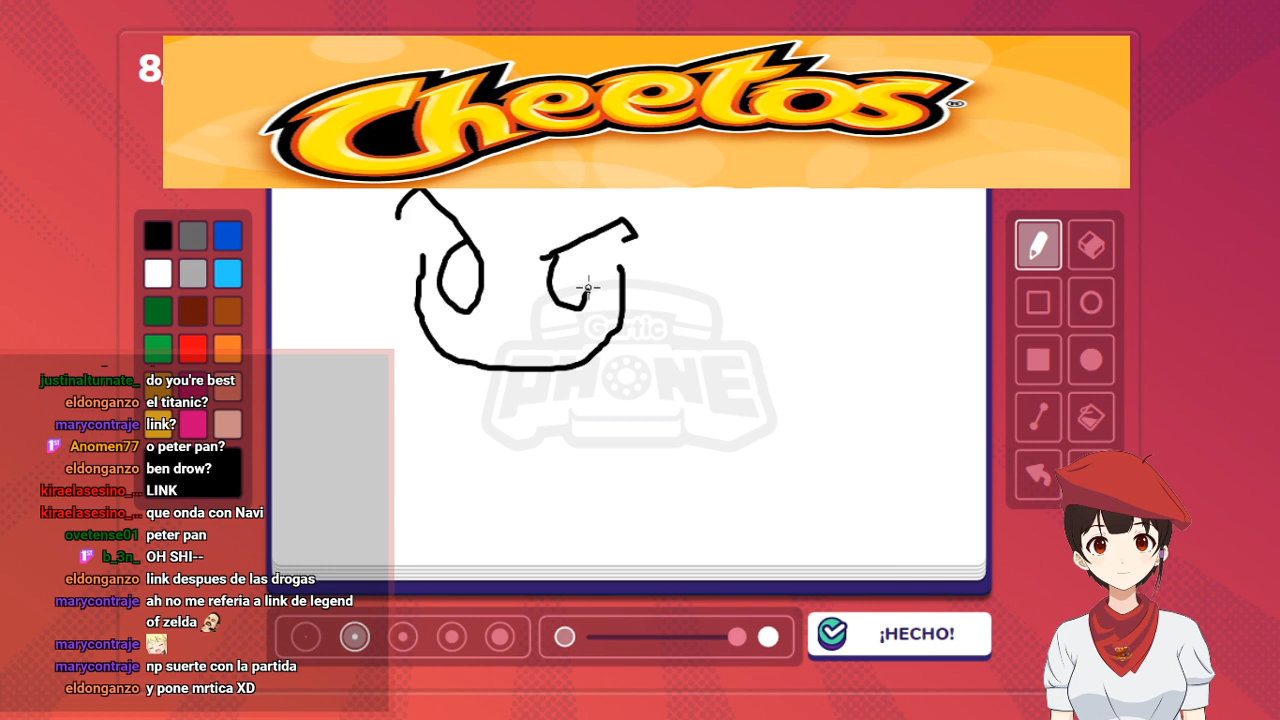 8/
Cheetos
Gartic
PHONE
justinalturnate_ do you're best
eldonganzo el titanic?
marycontraje link?
Anomen77 o peter pan?
eldonganzo ben drow?
kiraelasesino_... LINK
kiraelasesino_... que onda con Navi
ovetense01 peter pan
b_3n_ OH SHI--
eldonganzo link despues de las drogas
marycontraje ah no me referia a link de legend
of zelda
marycontraje
marycontraje np suerte con la partida
eldonganzo y pone mrtica XD
¡HECHO!